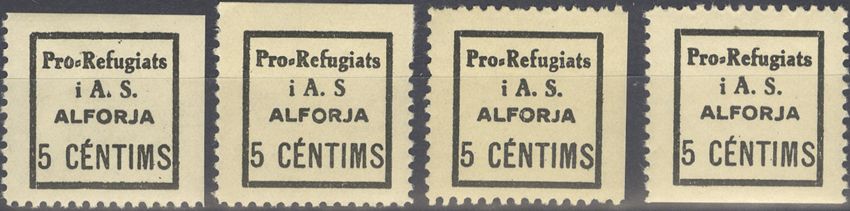 Pro-Refugiats
i A. S.
ALFORJA
5 CÉNTIMS
Pro-Refugiats
i A. S
ALFORJA
5 CÉNTIMS
Pro-Refugiats
i A. S.
ALFORJA
5 CÉNTIMS
Pro-Refugiats
i A. S.
ALFORJA
5 CÉNTIMS